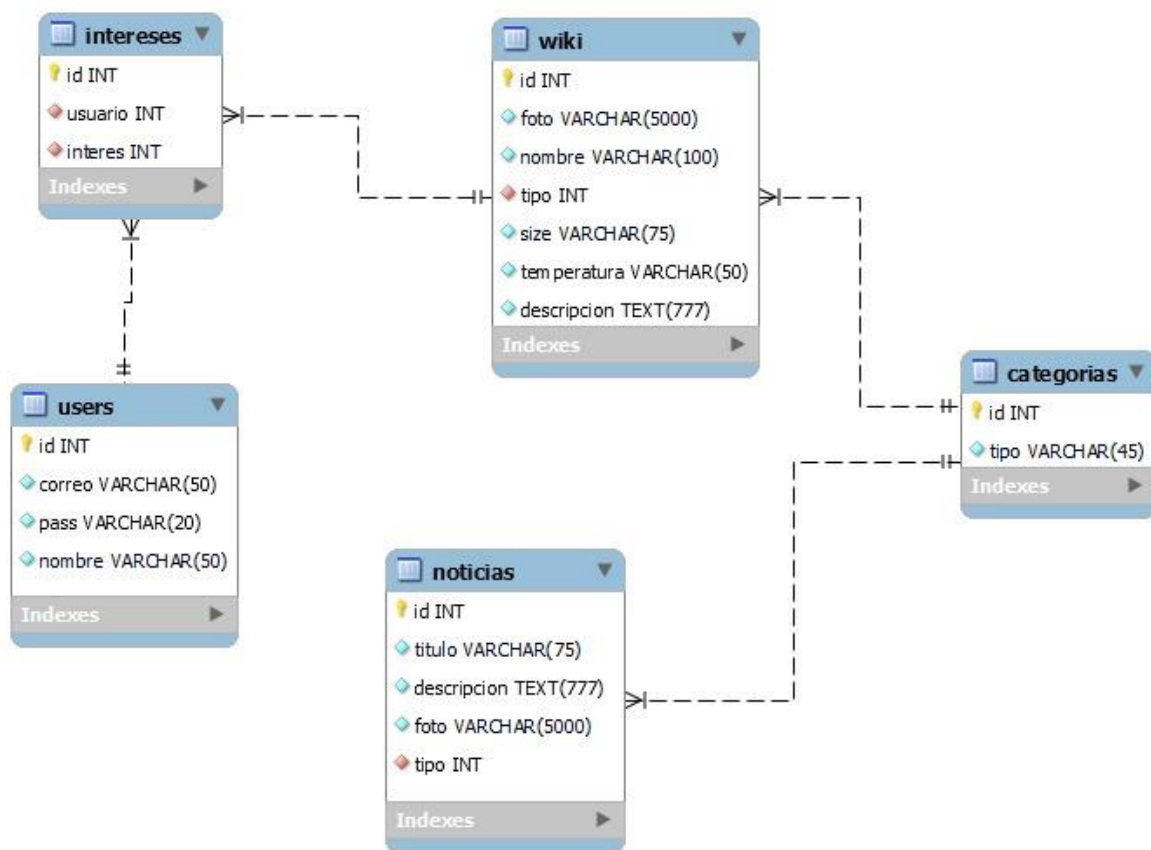 intereses
id INT
usuario INT
interes INT
Indexes
wiki
id INT
foto VARCHAR(5000)
nombre VARCHAR(100)
tipo INT
size VARCHAR(75)
temperatura VARCHAR(50)
descripcion TEXT(777)
Indexes
users
id INT
correo VARCHAR(50)
pass VARCHAR(20)
nombre VARCHAR(50)
Indexes
categorias
id INT
tipo VARCHAR(45)
Indexes
noticias
id INT
titulo VARCHAR(75)
descripcion TEXT(777)
foto VARCHAR(5000)
tipo INT
Indexes